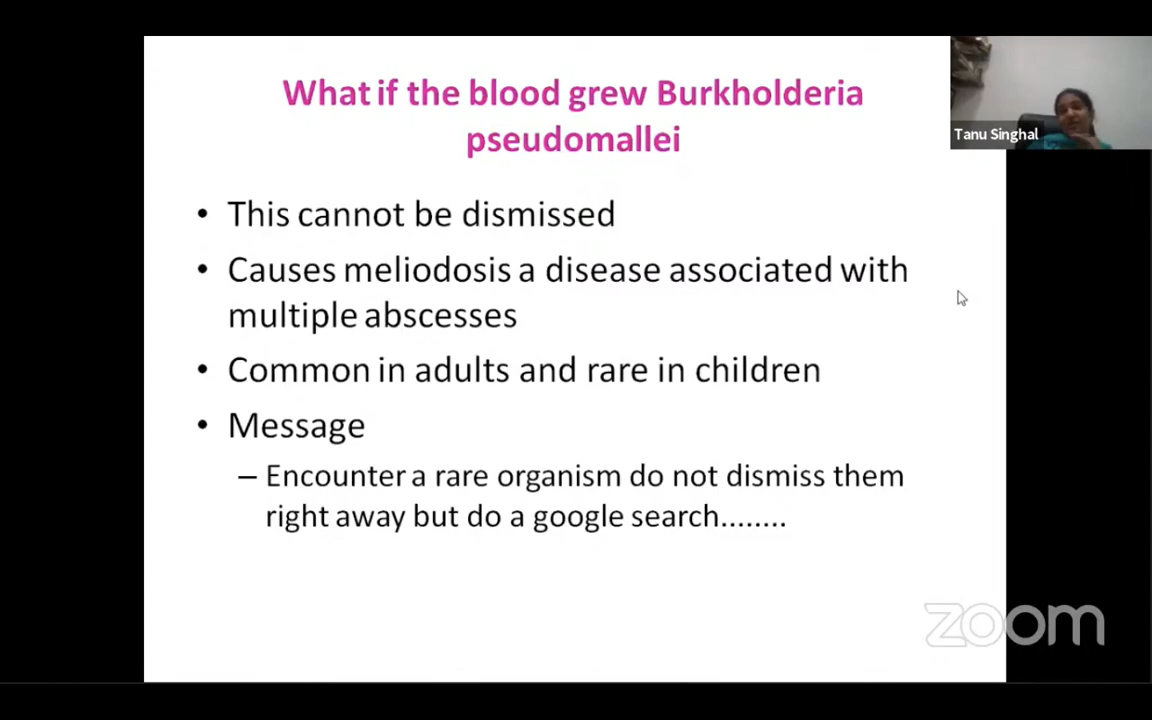 What if the blood grew Burkholderia
pseudomallei
Tanu Singhal
• This cannot be dismissed
• Causes meliodosis a disease associated with
multiple abscesses
• Common in adults and rare in children
• Message
– Encounter a rare organism do not dismiss them
right away but do a google search........
zoom